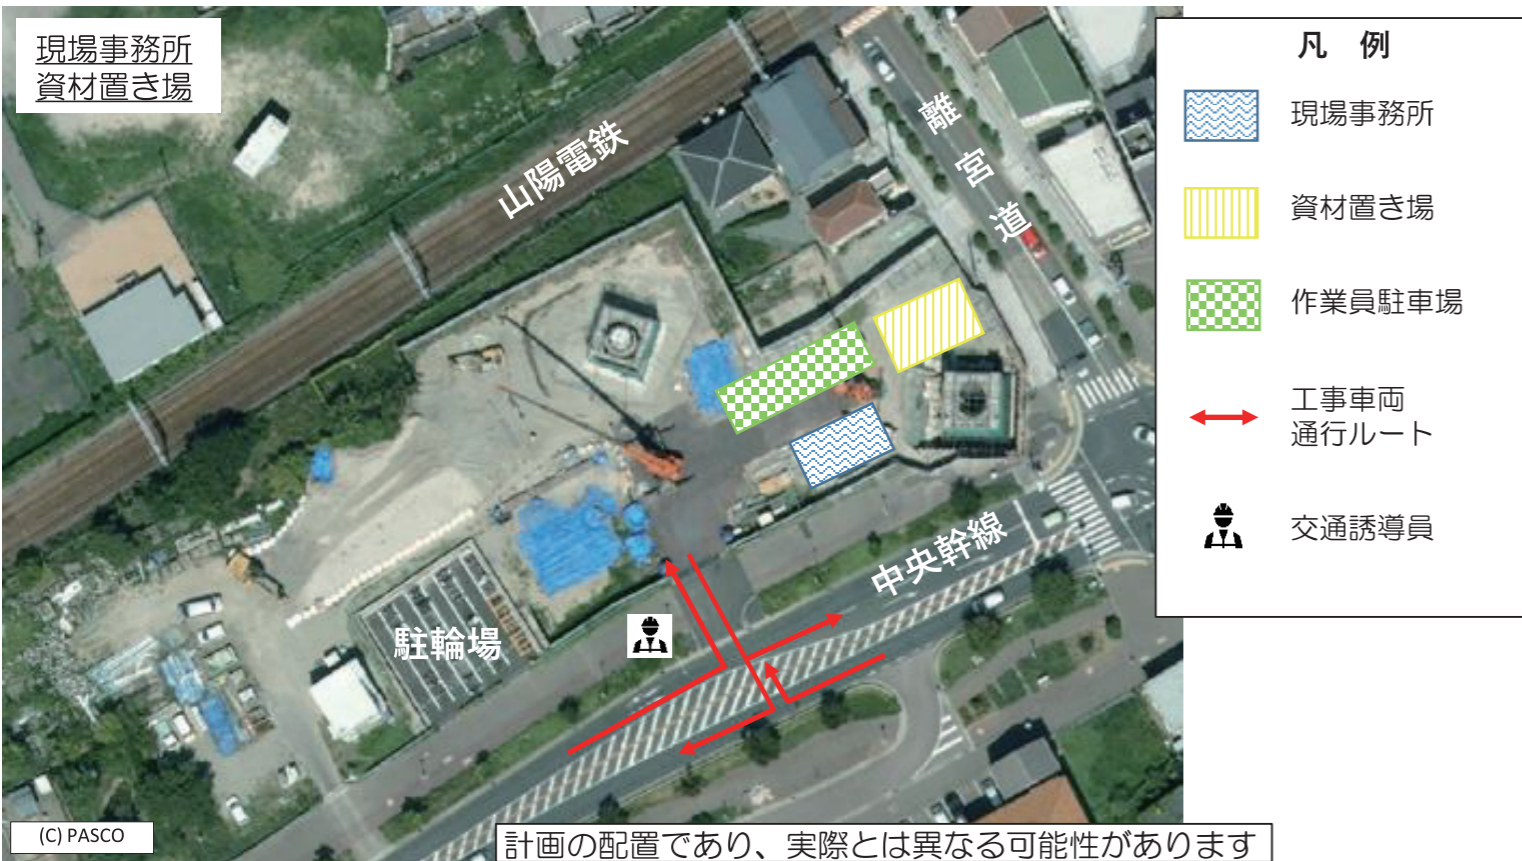 現場事務所
資材置き場
山陽電鉄
離宮道
中央幹線
駐輪場
(C) PASCO
計画の配置であり、実際とは異なる可能性があります
凡 例
現場事務所
資材置き場
作業員駐車場
工事車両
通行ルート
交通誘導員